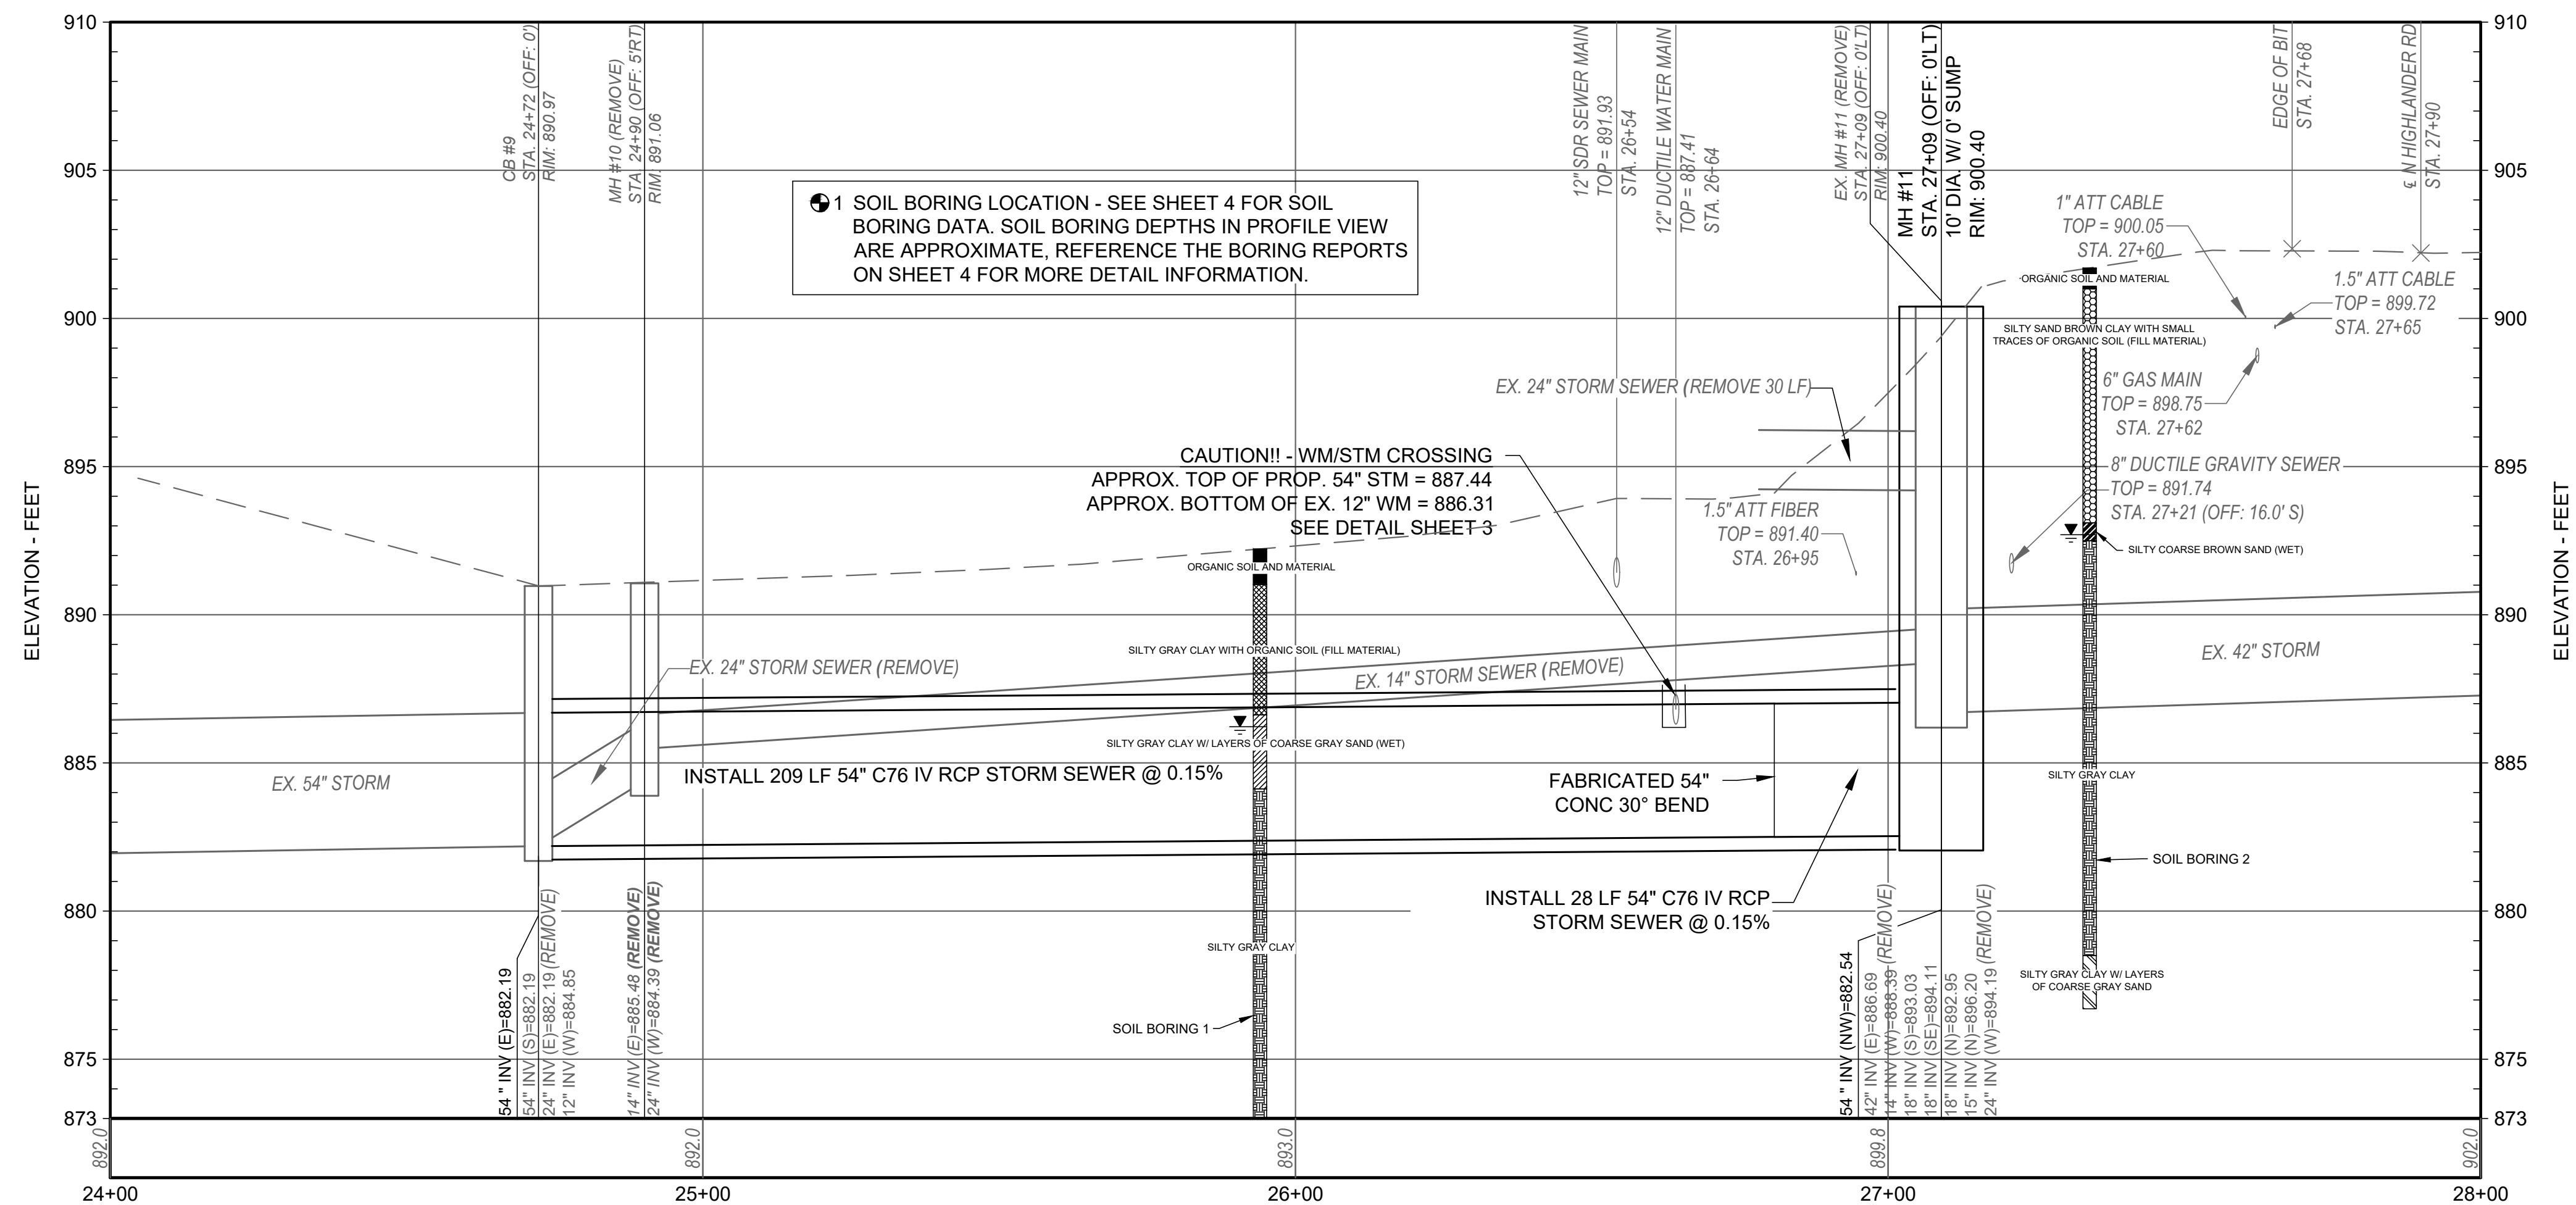 910
905
900
895
890
885
880
875
873
ELEVATION - FEET
CB #9
STA. 24+72 (OFF: 0')
RIM: 890.97
MH #10 (REMOVE)
STA. 24+90 (OFF: 5'RT)
RIM: 891.06
1 SOIL BORING LOCATION - SEE SHEET 4 FOR SOIL
BORING DATA. SOIL BORING DEPTHS IN PROFILE VIEW
ARE APPROXIMATE, REFERENCE THE BORING REPORTS
ON SHEET 4 FOR MORE DETAIL INFORMATION.
12" SDR SEWER MAIN
TOP = 891.93
STA. 26+54
12" DUCTILE WATER MAIN
TOP = 887.41
STA. 26+64
EX. MH #11 (REMOVE)
STA. 27+09 (OFF: 0'LT)
RIM: 900.40
MH #11
STA. 27+09 (OFF: 0'LT)
10' DIA. W/ 0' SUMP
RIM: 900.40
EDGE OF BIT
STA. 27+68
℄ N HIGHLANDER RD
STA. 27+90
1" ATT CABLE
TOP = 900.05
STA. 27+60
ORGANIC SOIL AND MATERIAL
1.5" ATT CABLE
TOP = 899.72
STA. 27+65
SILTY SAND BROWN CLAY WITH SMALL
TRACES OF ORGANIC SOIL (FILL MATERIAL)
6" GAS MAIN
TOP = 898.75
STA. 27+62
EX. 24" STORM SEWER (REMOVE 30 LF)
CAUTION!! - WM/STM CROSSING
APPROX. TOP OF PROP. 54" STM = 887.44
APPROX. BOTTOM OF EX. 12" WM = 886.31
SEE DETAIL SHEET 3
8" DUCTILE GRAVITY SEWER
TOP = 891.74
STA. 27+21 (OFF: 16.0' S)
1.5" ATT FIBER
TOP = 891.40
STA. 26+95
SILTY COARSE BROWN SAND (WET)
ORGANIC SOIL AND MATERIAL
SILTY GRAY CLAY WITH ORGANIC SOIL (FILL MATERIAL)
EX. 24" STORM SEWER (REMOVE)
EX. 14" STORM SEWER (REMOVE)
EX. 42" STORM
SILTY GRAY CLAY W/ LAYERS OF COARSE GRAY SAND (WET)
EX. 54" STORM
INSTALL 209 LF 54" C76 IV RCP STORM SEWER @ 0.15%
FABRICATED 54"
CONC 30° BEND
SILTY GRAY CLAY
SOIL BORING 2
INSTALL 28 LF 54" C76 IV RCP
STORM SEWER @ 0.15%
SILTY GRAY CLAY
SILTY GRAY CLAY W/ LAYERS
OF COARSE GRAY SAND
SOIL BORING 1
54" INV (E)=882.19
54" INV (S)=882.19
24" INV (E)=882.19 (REMOVE)
12" INV (W)=884.85
14" INV (E)=885.48 (REMOVE)
24" INV (W)=884.39 (REMOVE)
54" INV (NW)=882.54
42" INV (E)=886.69
14" INV (W)=888.39 (REMOVE)
18" INV (S)=893.03
18" INV (SE)=894.11
18" INV (N)=892.95
15" INV (N)=896.20
24" INV (W)=894.19 (REMOVE)
910
905
900
895
890
885
880
875
873
ELEVATION - FEET
892.0
892.0
893.0
899.8
902.0
24+00
25+00
26+00
27+00
28+00